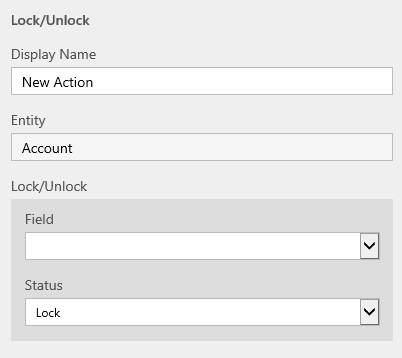 Lock/Unlock
Display Name
New Action
Entity
Account
Lock/Unlock
Field
Status
Lock